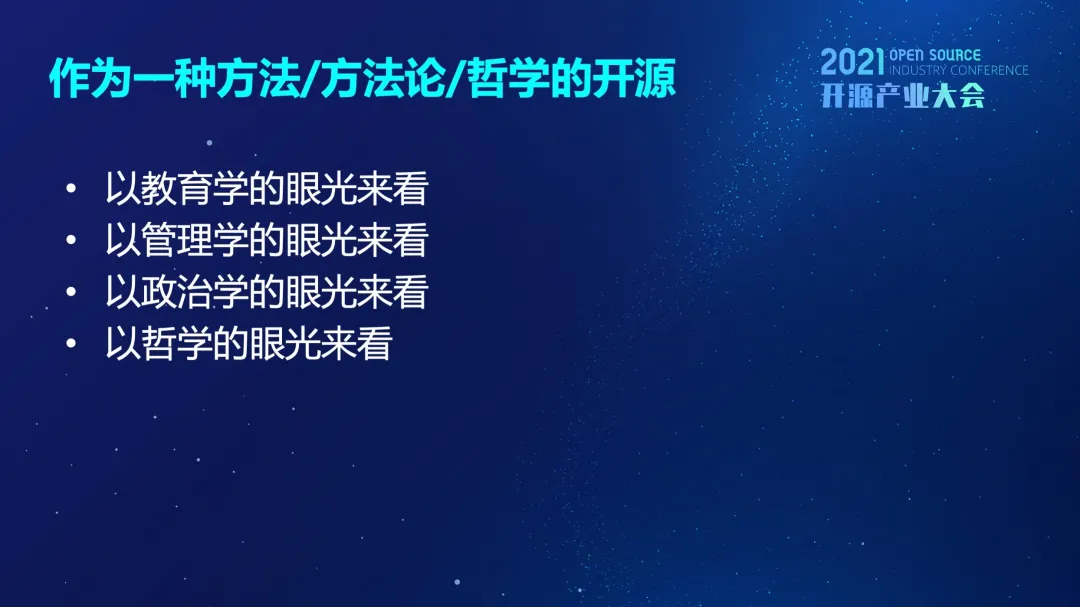 作为一种方法/方法论/哲学的开源
2021 OPEN SOURCE
INDUSTRY CONFERENCE
开源产业大会
• 以教育学的眼光来看
• 以管理学的眼光来看
• 以政治学的眼光来看
• 以哲学的眼光来看